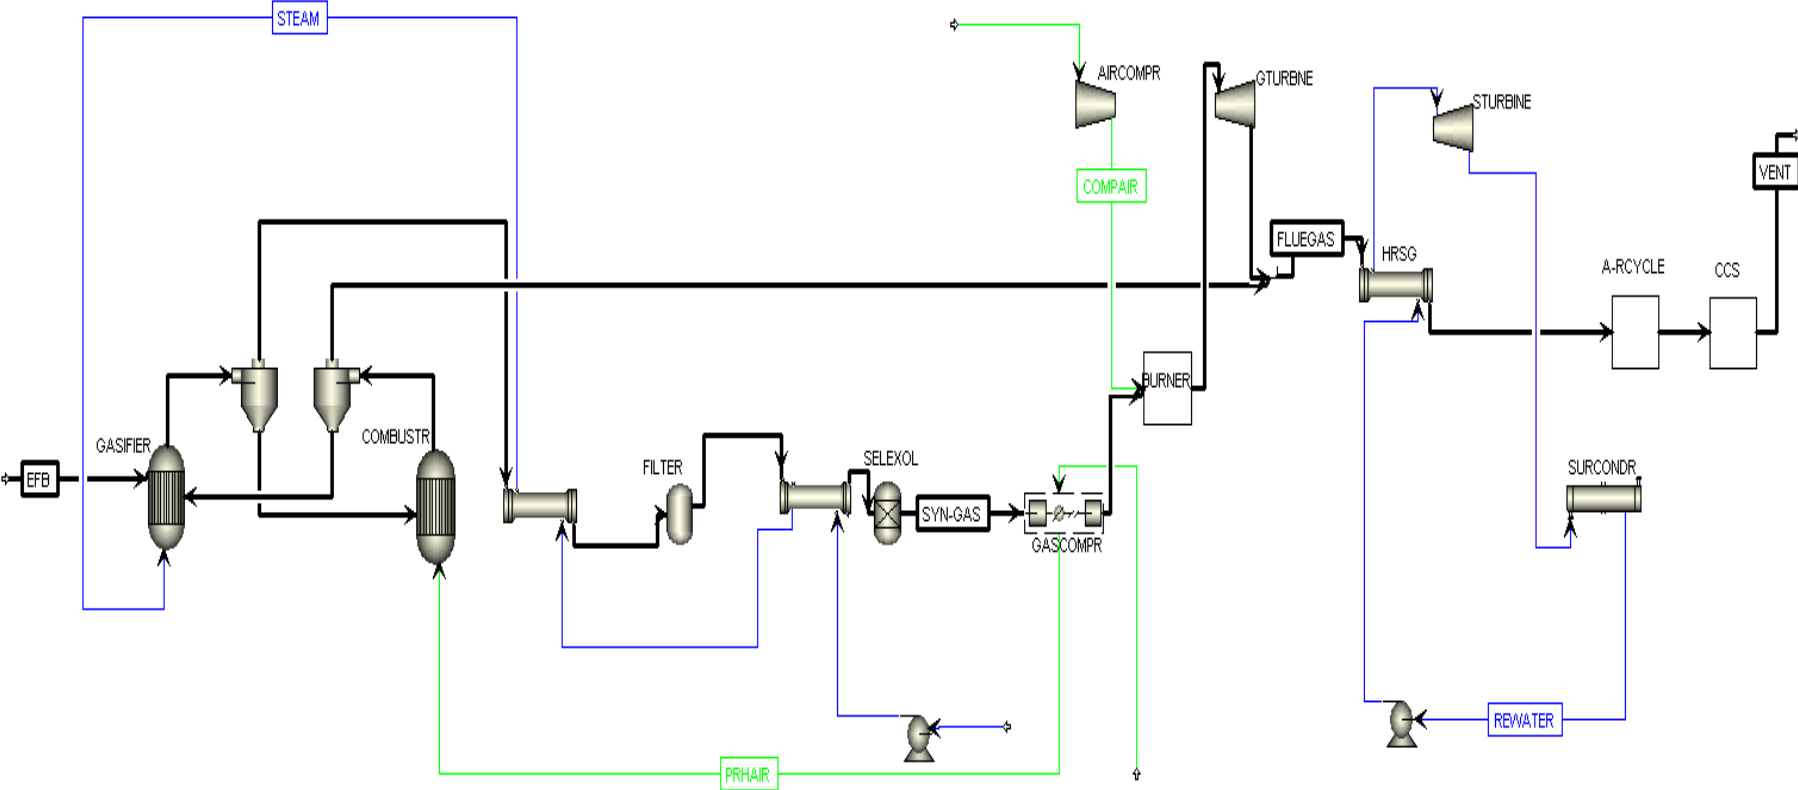 STEAM
AIRCOMPR
GTURBNE
STURBINE
COMPAIR
VENT
FLUEGAS
HRSG
A-RCYCLE
CCS
BURNER
GASIFIER
COMBUSTR
FILTER
SELEXOL
SURCONDR
EFB
SYN-GAS
GASCOMPR
REWATER
PRHAIR